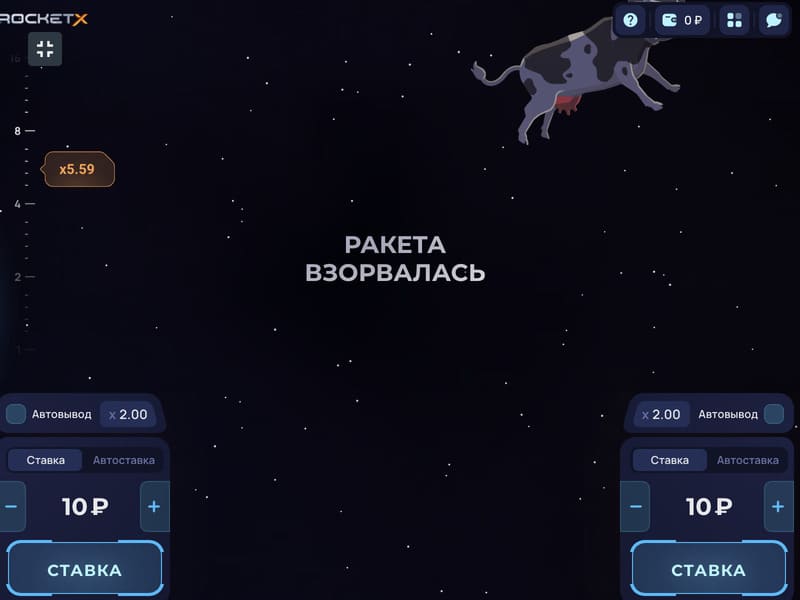 ROCKETX
0 ₽
8
x5.59
4
РАКЕТА
ВЗОРВАЛАСЬ
2
1
Автовывод
x 2.00
x 2.00
Автовывод
Ставка
Автоставка
Ставка
Автоставка
−
10 ₽
+
−
10 ₽
+
СТАВКА
СТАВКА